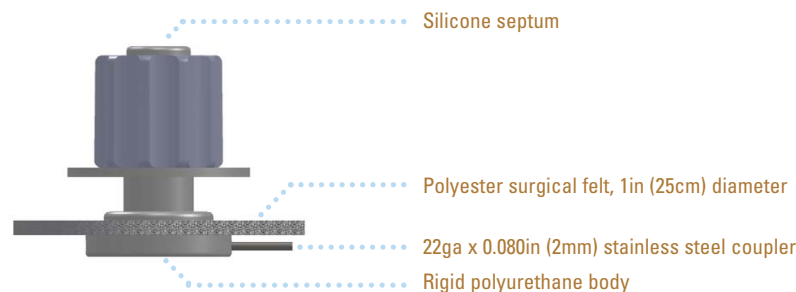 Silicone septum
Polyester surgical felt, 1in (25cm) diameter
22ga x 0.080in (2mm) stainless steel coupler
Rigid polyurethane body